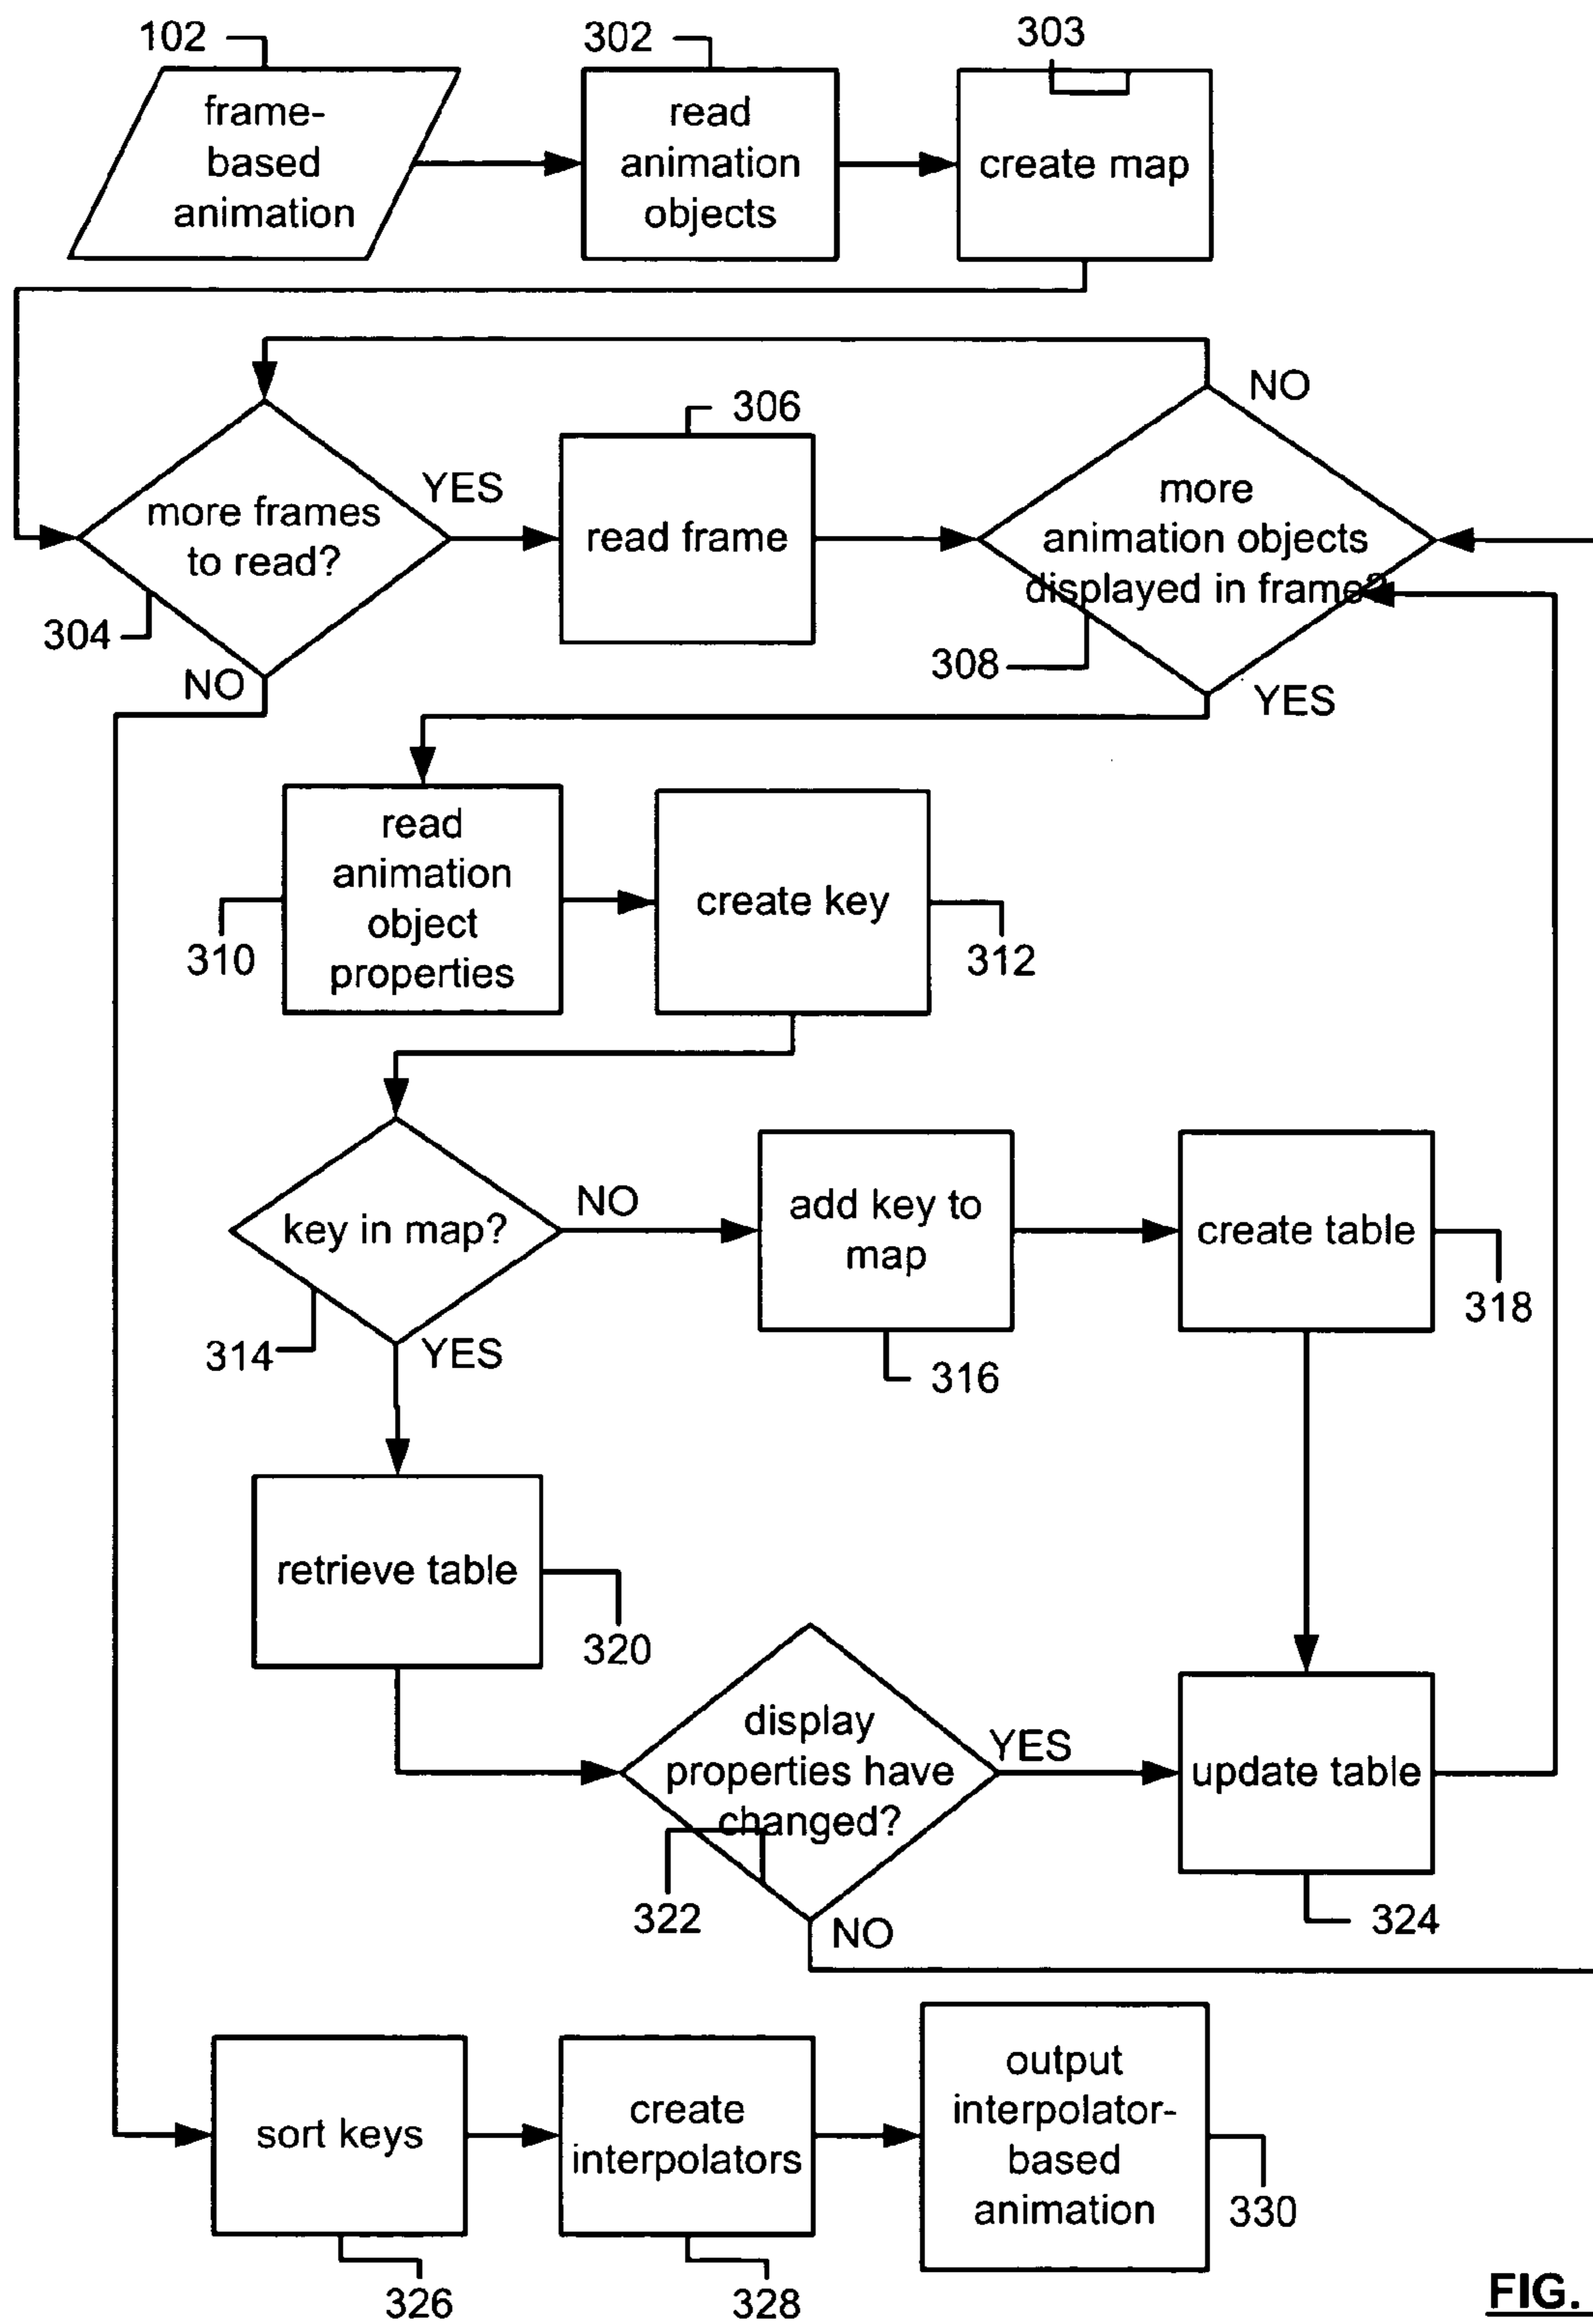 102
302
303
frame-
based
animation
read
animation
objects
create map
NO
306
YES
more frames
to read?
read frame
more
animation objects
displayed in frame?
304
308
NO
YES
read
animation
object
properties
create key
310
312
key in map?
NO
add key to
map
create table
314
YES
316
318
retrieve table
320
display
properties have
changed?
YES
update table
322
NO
324
sort keys
create
interpolators
output
interpolator-
based
animation
326
328
330
FIG.